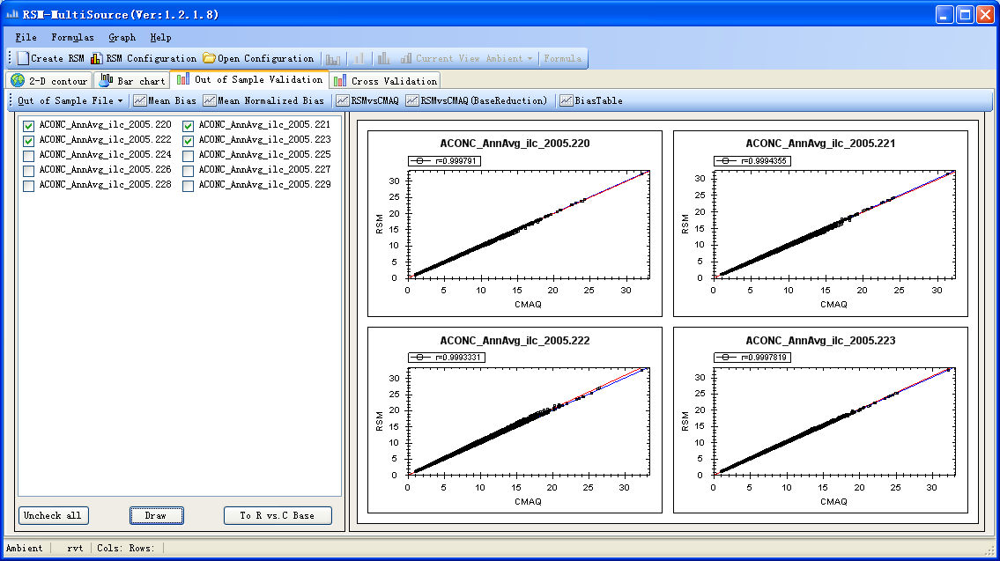 RSM-MultiSource(Ver:1.2.1.8)
File Formulas Graph Help
Create RSM RSM Configuration Open Configuration Current View Ambient Formula
2-D contour Bar chart Out of Sample Validation Cross Validation
Out of Sample File Mean Bias Mean Normalized Bias RSMvsCMAQ RSMvsCMAQ(BaseReduction) BiasTable
ACONC_AnnAvg_ilc_2005.220 ACONC_AnnAvg_ilc_2005.221
ACONC_AnnAvg_ilc_2005.222 ACONC_AnnAvg_ilc_2005.223
ACONC_AnnAvg_ilc_2005.224 ACONC_AnnAvg_ilc_2005.225
ACONC_AnnAvg_ilc_2005.226 ACONC_AnnAvg_ilc_2005.227
ACONC_AnnAvg_ilc_2005.228 ACONC_AnnAvg_ilc_2005.229
Uncheck all Draw To R vs.C Base
ACONC_AnnAvg_ilc_2005.220
r=0.999791
30
25
20
15
10
5
0
RSM
0 5 10 15 20 25 30
CMAQ
ACONC_AnnAvg_ilc_2005.221
r=0.9994355
30
25
20
15
10
5
0
RSM
0 5 10 15 20 25 30
CMAQ
ACONC_AnnAvg_ilc_2005.222
r=0.9993331
30
25
20
15
10
5
0
RSM
0 5 10 15 20 25 30
CMAQ
ACONC_AnnAvg_ilc_2005.223
r=0.9997819
30
25
20
15
10
5
0
RSM
0 5 10 15 20 25 30
CMAQ
Ambient rvt Cols: Rows: